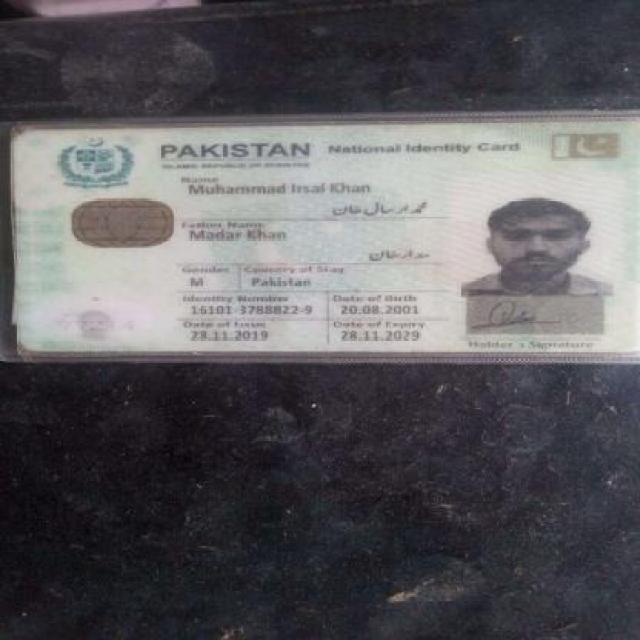 PAKISTAN National Identity Card
ISLAMIC REPUBLIC OF PAKISTAN
Name
Muhammad Irsal Khan
محمد ارسال خان
Father Name
Madar Khan
مدار خان
Gender Country of Stay
M Pakistan
Identity Number Date of Birth
16101-3788822-9 20.08.2001
Date of Issue Date of Expiry
28.11.2019 28.11.2029
Holder's Signature